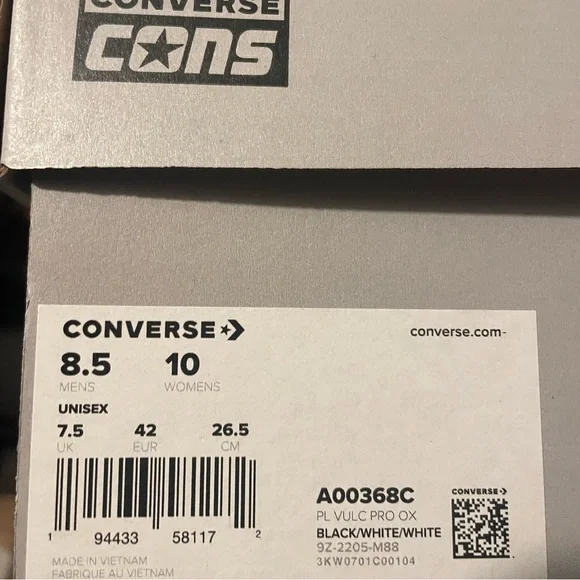 CONVERSE
CONS
CONVERSE
converse.com-
8.5 10
MENS WOMENS
UNISEX
7.5 42 26.5
UK EUR CM
1 94433 58117 2
A00368C
PL VULC PRO OX
BLACK/WHITE/WHITE
9Z-2205-M88
3KW0701C00104
CONVERSE
MADE IN VIETNAM
FABRIQUE AU VIETNAM